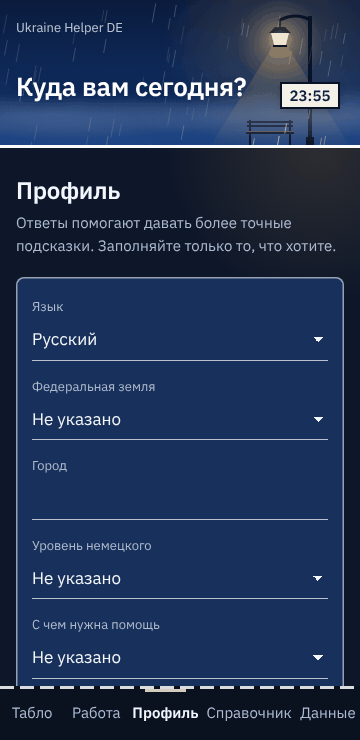 Ukraine Helper DE
Куда вам сегодня?
23:55
Профиль
Ответы помогают давать более точные
подсказки. Заполняйте только то, что хотите.
Язык
Русский
Федеральная земля
Не указано
Город
Уровень немецкого
Не указано
С чем нужна помощь
Не указано
Табло Работа Профиль Справочник Данные